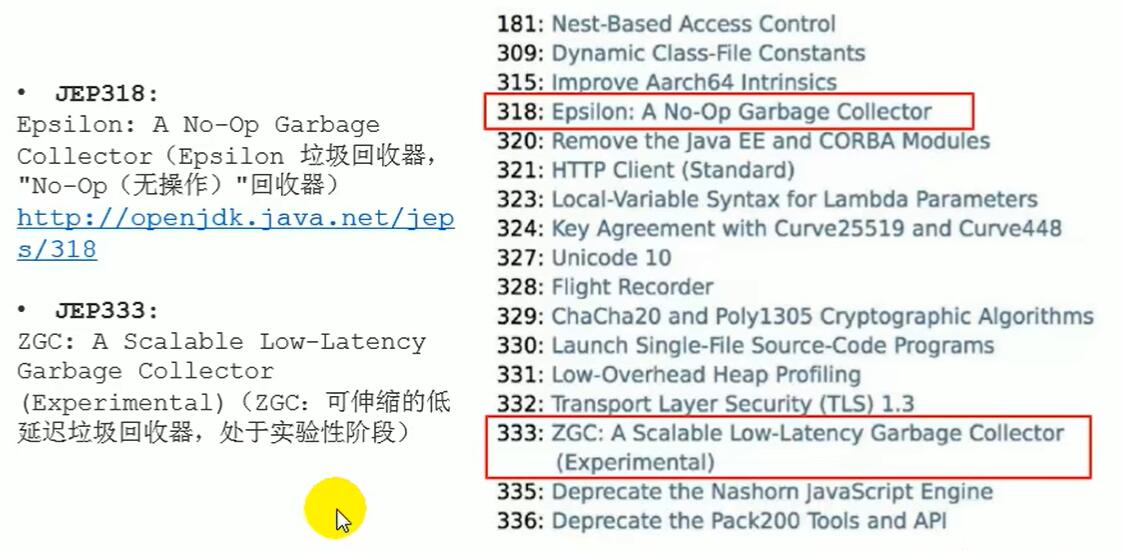 • JEP318:
Epsilon: A No-Op Garbage
Collector（Epsilon 垃圾回收器，
"No-Op（无操作）"回收器）
http://openjdk.java.net/jep
s/318
• JEP333:
ZGC: A Scalable Low-Latency
Garbage Collector
(Experimental)（ZGC：可伸缩的低
延迟垃圾回收器，处于实验性阶段）
181: Nest-Based Access Control
309: Dynamic Class-File Constants
315: Improve Aarch64 Intrinsics
318: Epsilon: A No-Op Garbage Collector
320: Remove the Java EE and CORBA Modules
321: HTTP Client (Standard)
323: Local-Variable Syntax for Lambda Parameters
324: Key Agreement with Curve25519 and Curve448
327: Unicode 10
328: Flight Recorder
329: ChaCha20 and Poly1305 Cryptographic Algorithms
330: Launch Single-File Source-Code Programs
331: Low-Overhead Heap Profiling
332: Transport Layer Security (TLS) 1.3
333: ZGC: A Scalable Low-Latency Garbage Collector
(Experimental)
335: Deprecate the Nashorn JavaScript Engine
336: Deprecate the Pack200 Tools and API